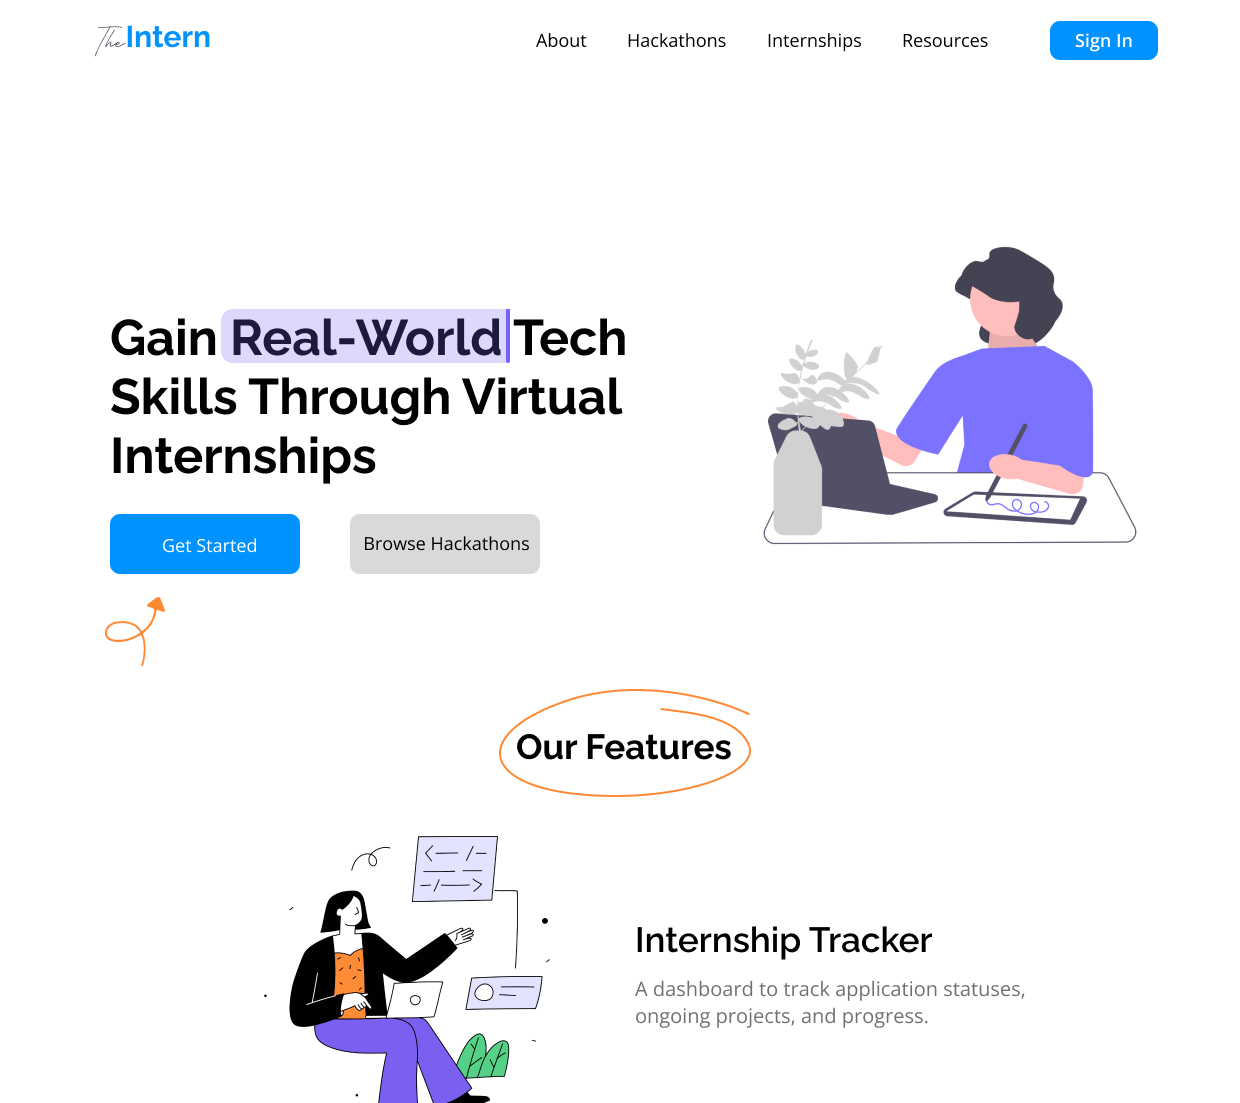 TheIntern
About Hackathons Internships Resources Sign In
Gain Real-World Tech
Skills Through Virtual
Internships
Get Started Browse Hackathons
Our Features
Internship Tracker
A dashboard to track application statuses,
ongoing projects, and progress.